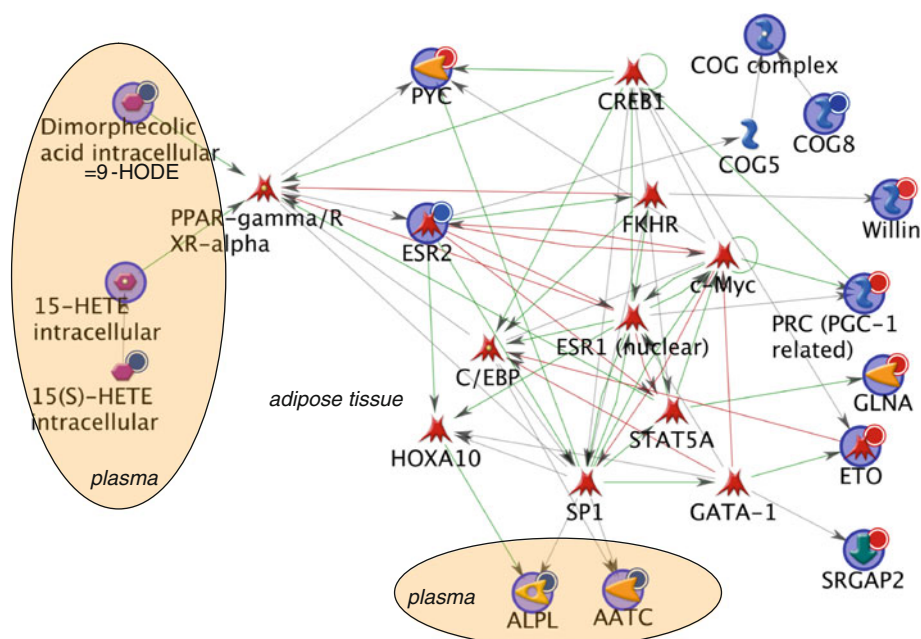 PYC
CREB1
COG complex
COG5
COG8
Dimorphecolic
acid intracellular
=9-HODE
PPAR-gamma/R
XR-alpha
ESR2
FKHR
Willin
c-Myc
15-HETE
intracellular
15(S)-HETE
intracellular
plasma
adipose tissue
C/EBP
ESR1 (nuclear)
PRC (PGC-1
related)
GLNA
HOXA10
STAT5A
ETO
SP1
GATA-1
SRGAP2
plasma
ALPL
AATC